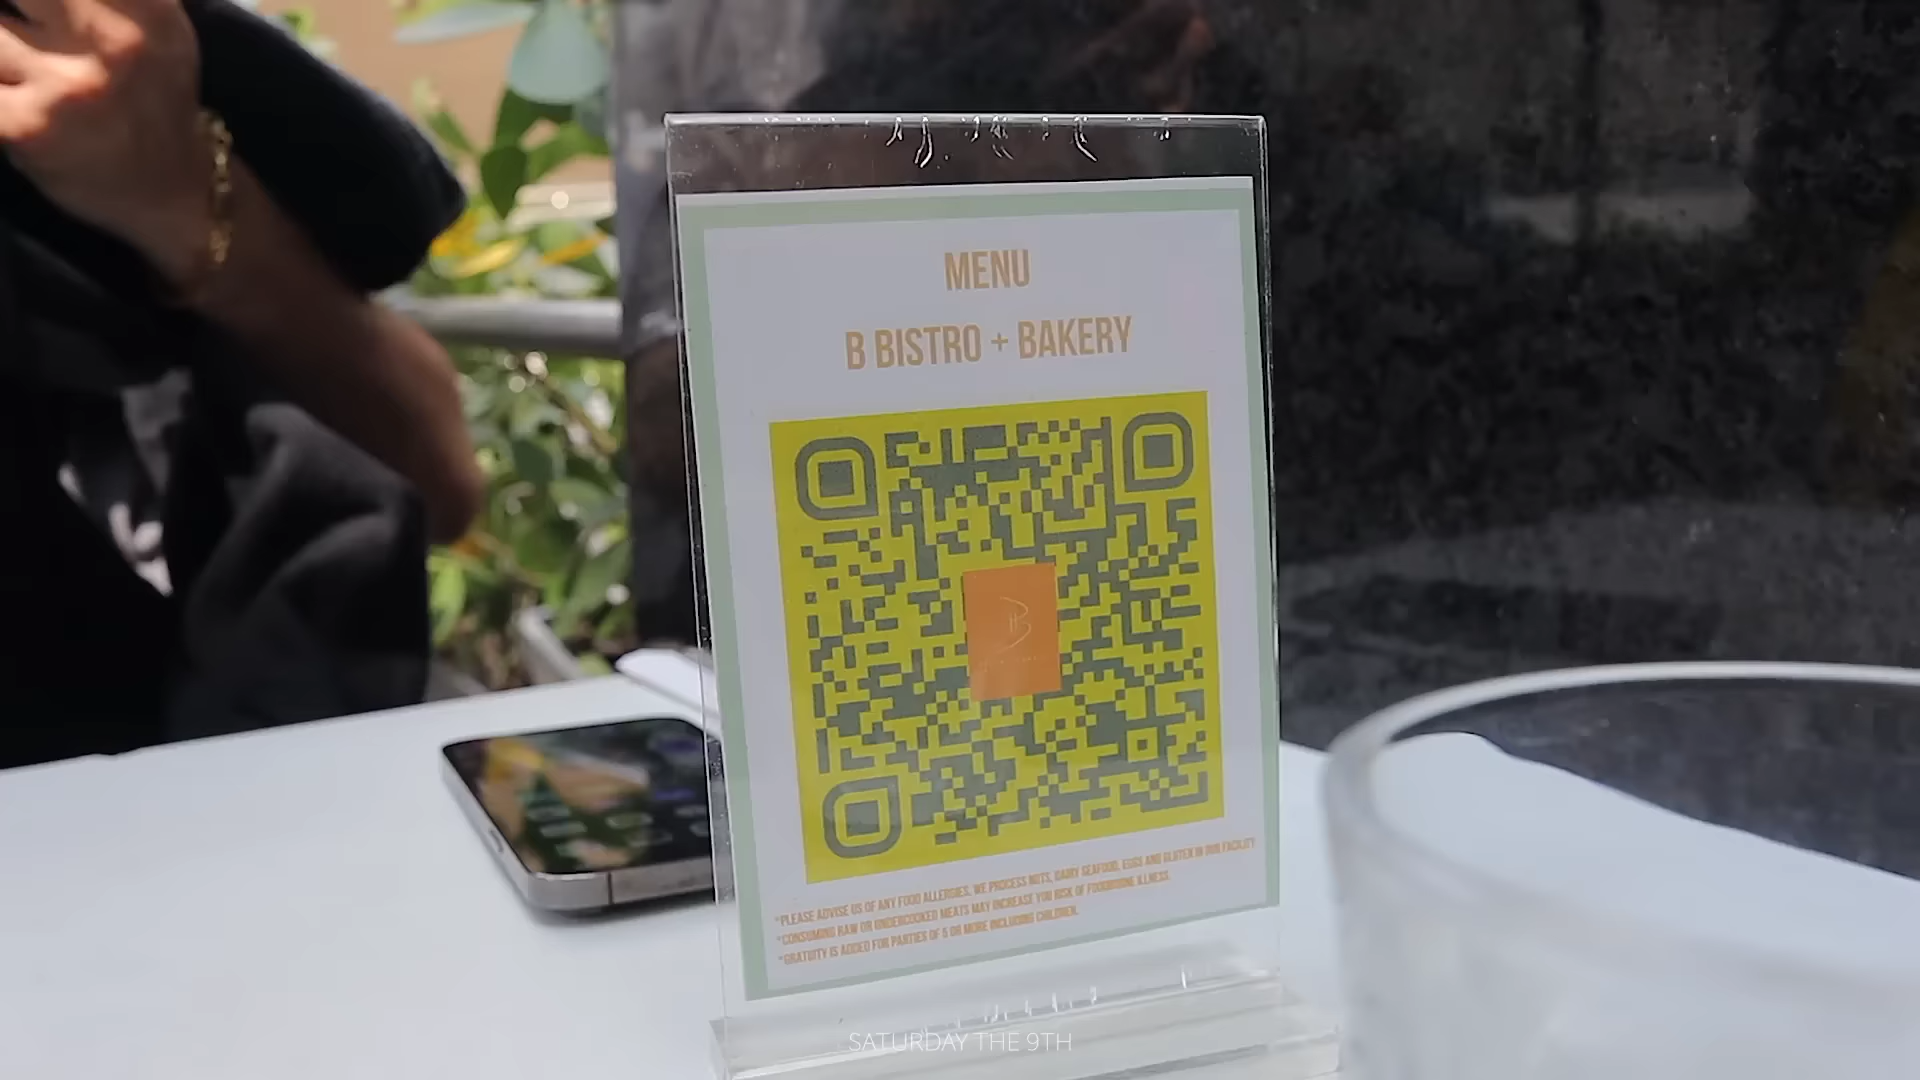 MENU
B BISTRO + BAKERY
B
*PLEASE ADVISE US OF ANY FOOD ALLERGIES, WE PROCESS NUTS, DAIRY SEAFOOD, EGGS AND GLUTEN IN OUR FACILITY
*CONSUMING RAW OR UNDERCOOKED MEATS MAY INCREASE YOU RISK OF FOODBORNE ILLNESS.
*GRATUITY IS ADDED FOR PARTIES OF 5 OR MORE INCLUDING CHILDREN.
SATURDAY THE 9TH